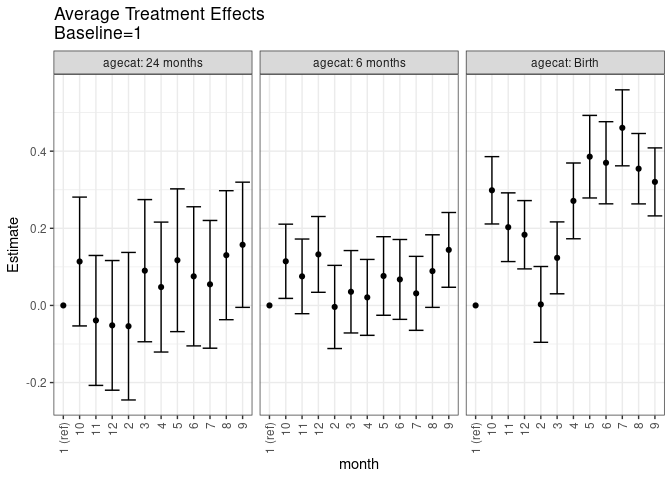 Average Treatment Effects
Baseline=1
agecat: 24 months
agecat: 6 months
agecat: Birth
Estimate
0.4
0.2
0.0
-0.2
1 (ref) 10 11 12 2 3 4 5 6 7 8 9
1 (ref) 10 11 12 2 3 4 5 6 7 8 9
1 (ref) 10 11 12 2 3 4 5 6 7 8 9
month